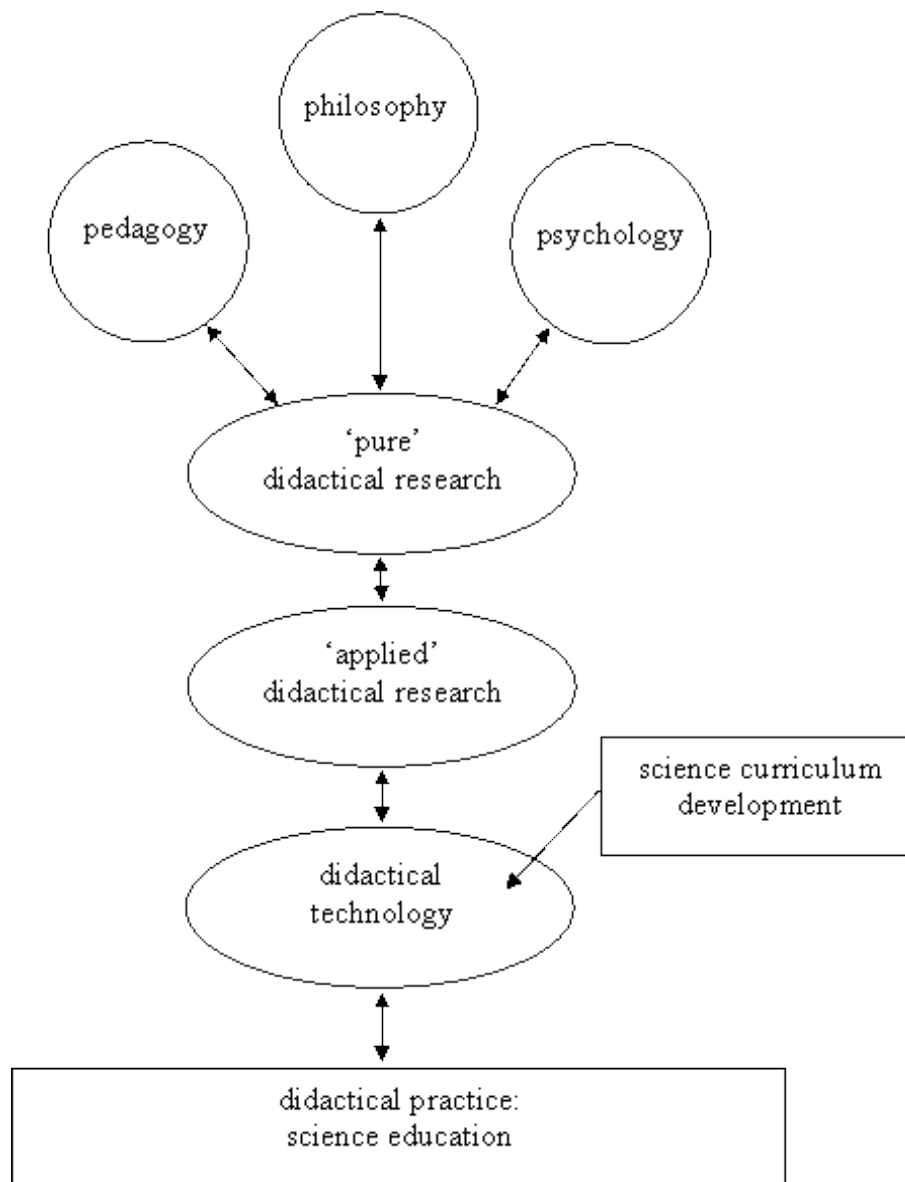 philosophy
pedagogy
psychology
‘pure’
didactical research
‘applied’
didactical research
science curriculum
development
didactical
technology
didactical practice:
science education